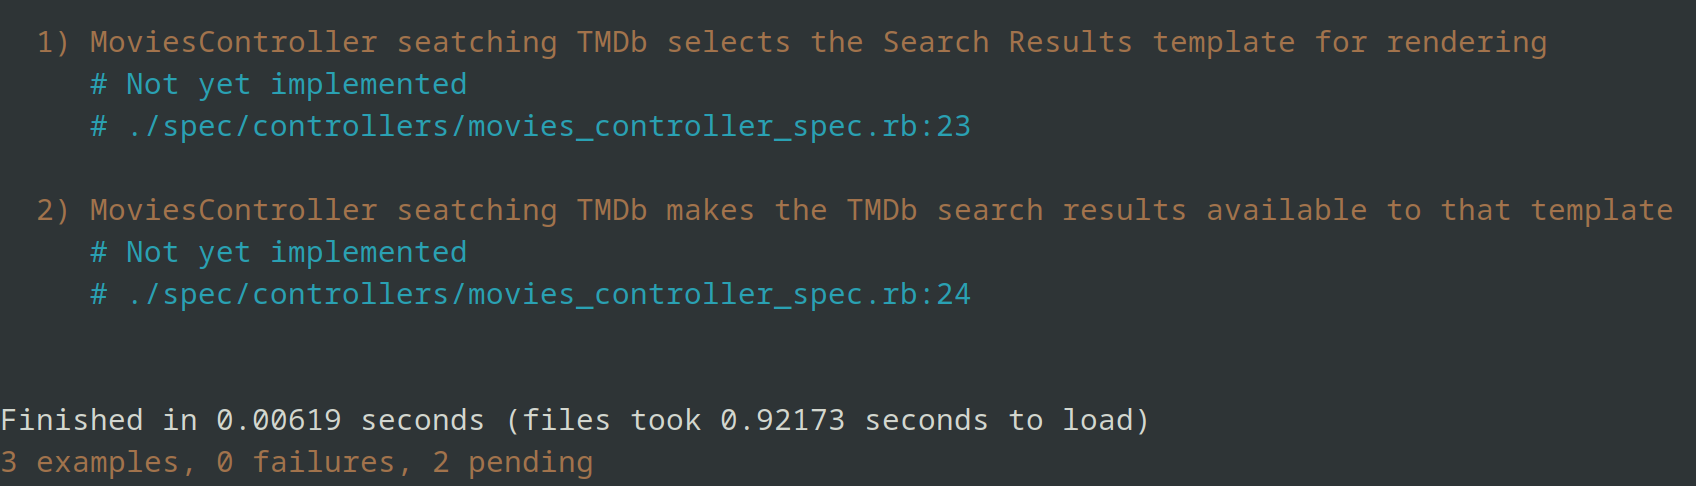 1) MoviesController seatching TMDb selects the Search Results template for rendering
# Not yet implemented
# ./spec/controllers/movies_controller_spec.rb:23
2) MoviesController seatching TMDb makes the TMDb search results available to that template
# Not yet implemented
# ./spec/controllers/movies_controller_spec.rb:24
Finished in 0.00619 seconds (files took 0.92173 seconds to load)
3 examples, 0 failures, 2 pending